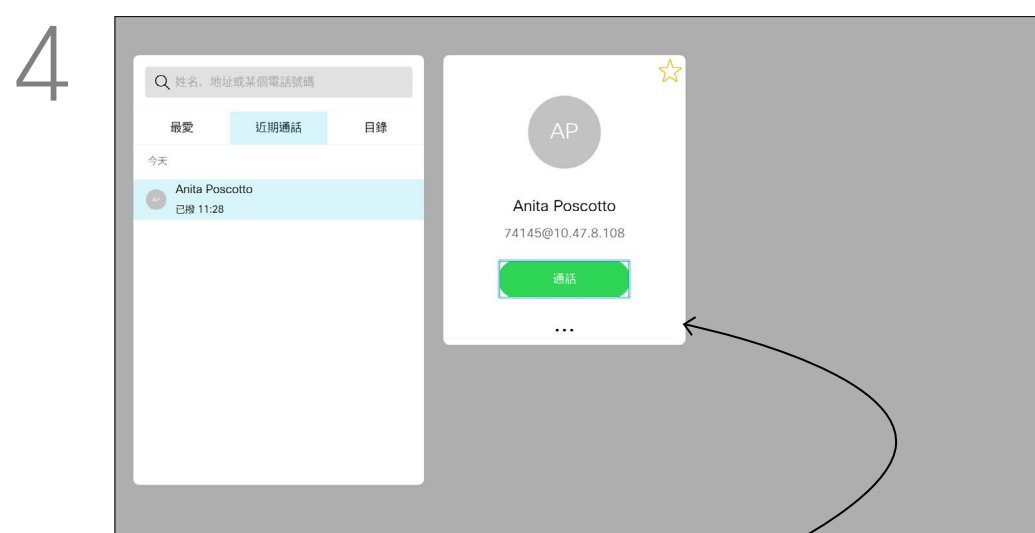 4
姓名、地址或某個電話號碼
最愛 近期通話 目錄
今天
AP
Anita Poscotto
已撥 11:28
AP
Anita Poscotto
74145@10.47.8.108
通話
...